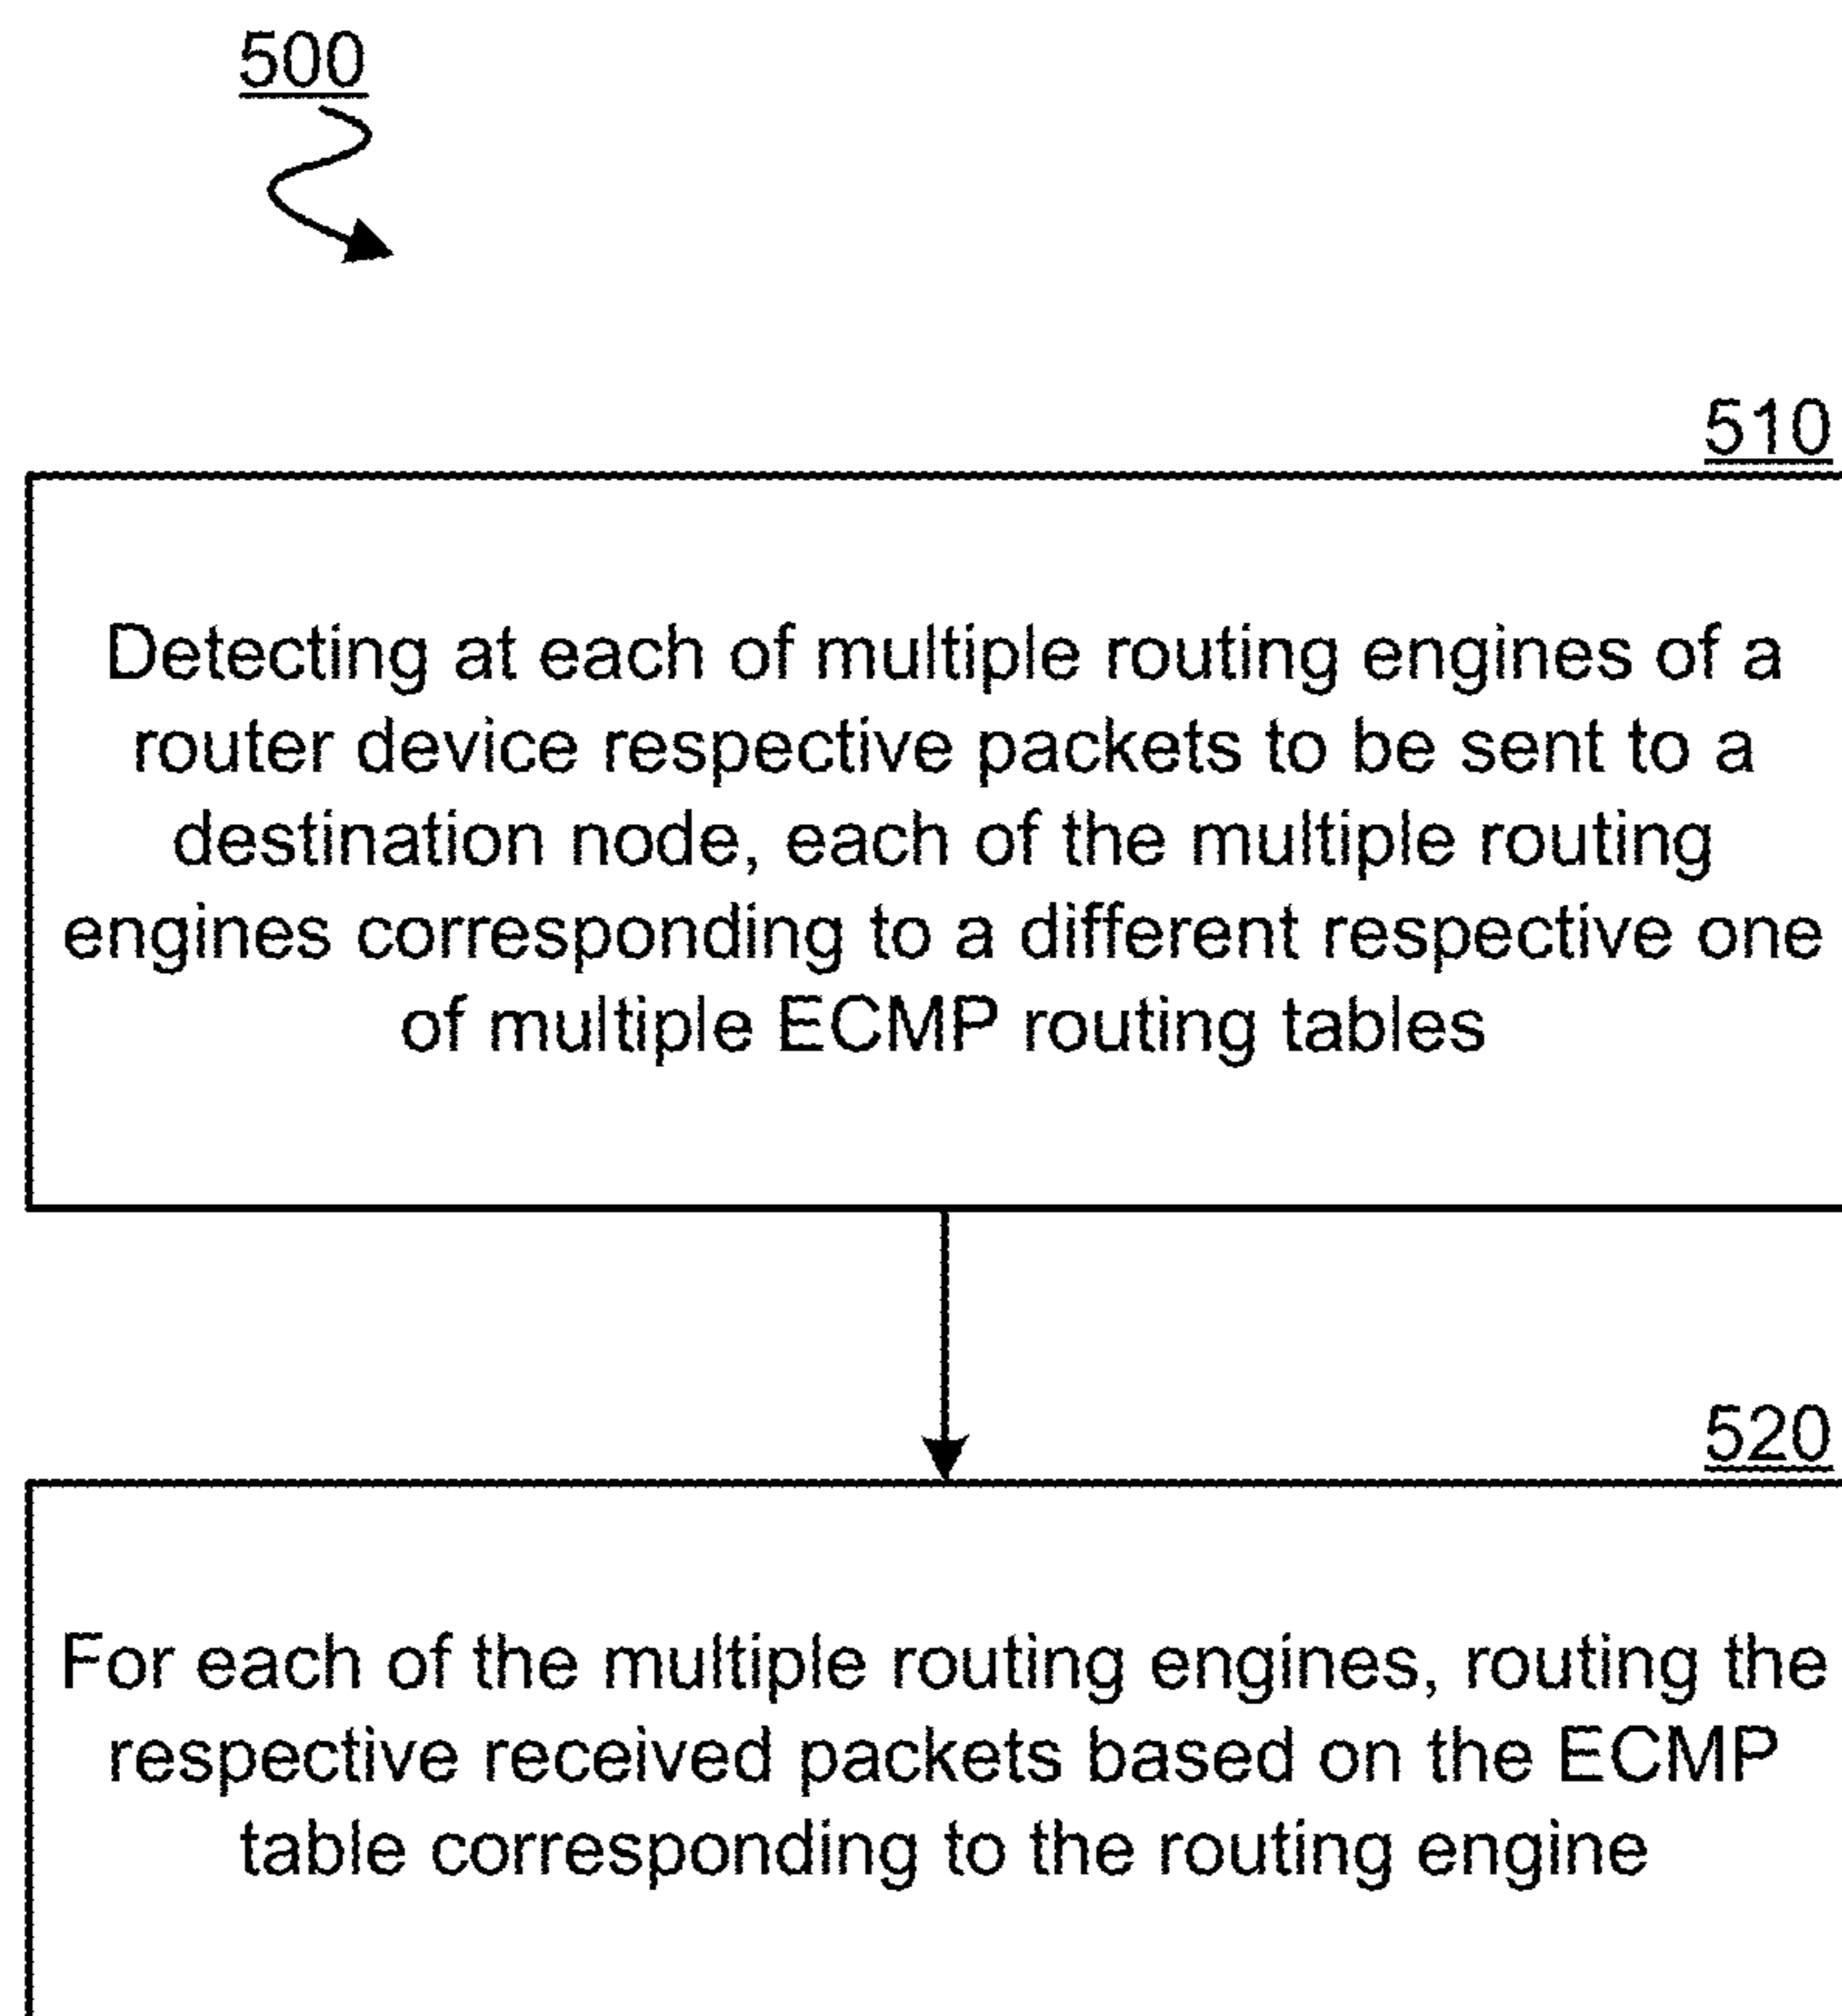 500
510
Detecting at each of multiple routing engines of a
router device respective packets to be sent to a
destination node, each of the multiple routing
engines corresponding to a different respective one
of multiple ECMP routing tables
520
For each of the multiple routing engines, routing the
respective received packets based on the ECMP
table corresponding to the routing engine